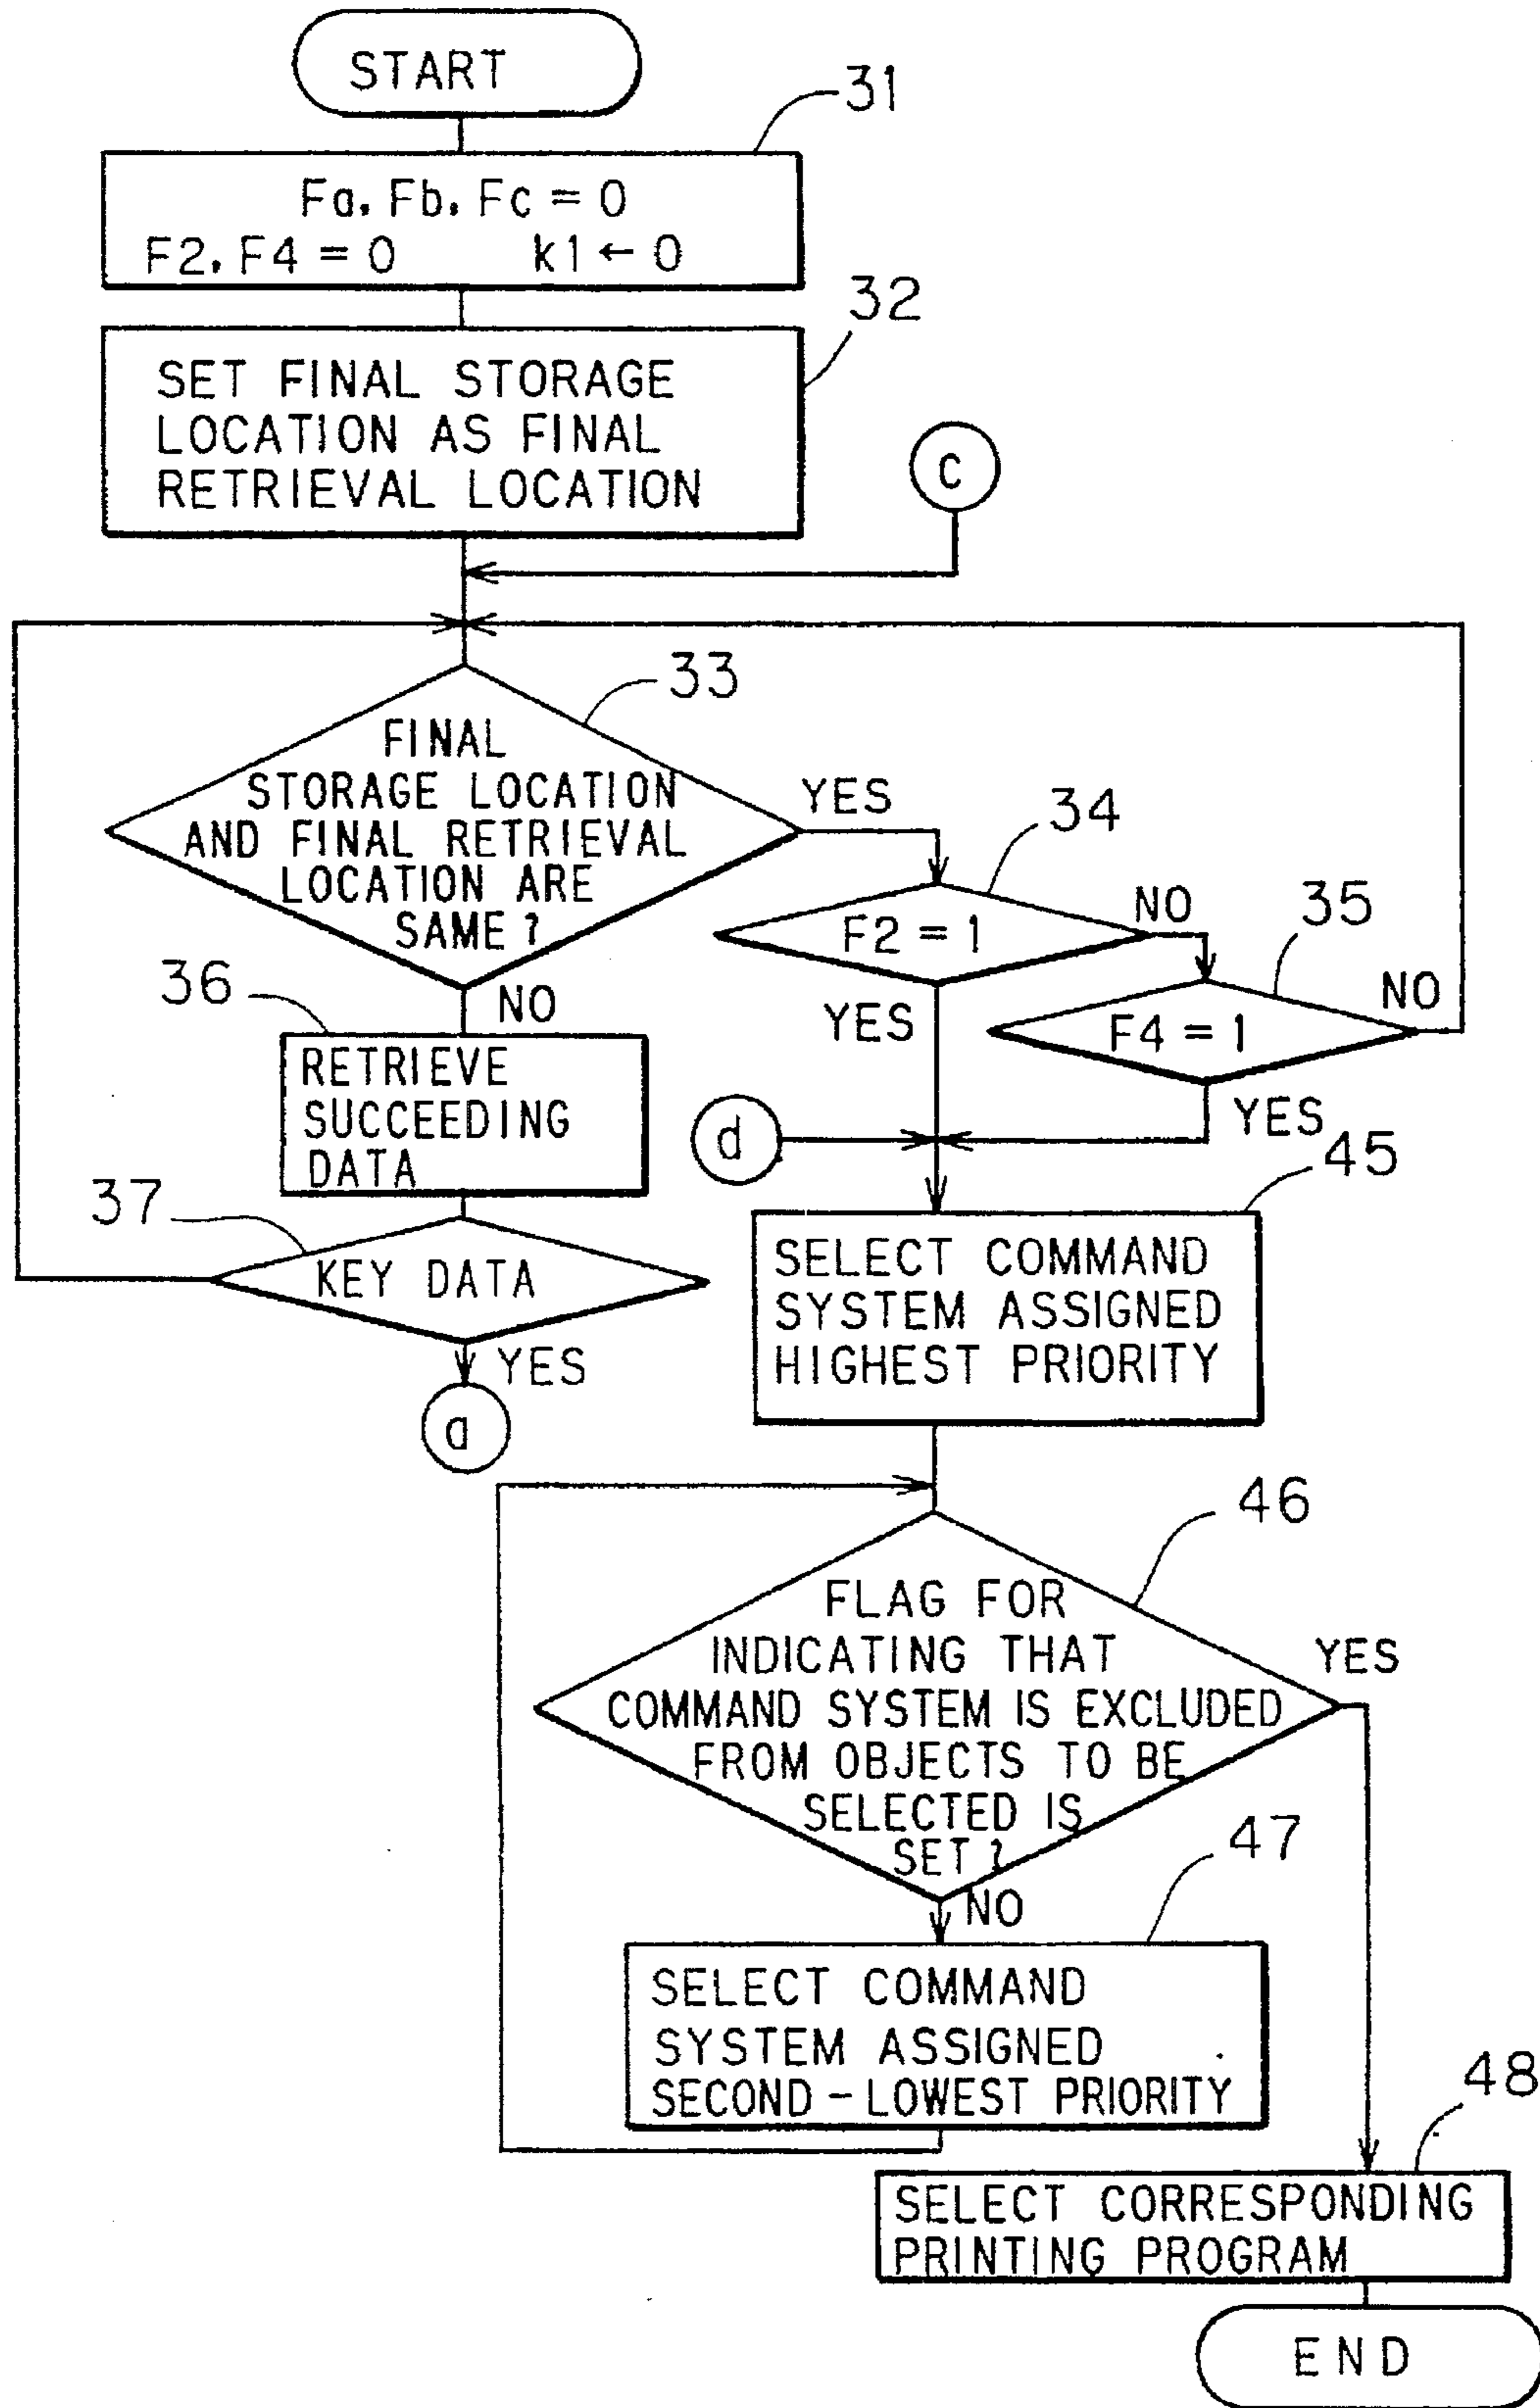 START
31
Fa, Fb, Fc = 0
F2, F4 = 0 k1 ← 0
32
SET FINAL STORAGE
LOCATION AS FINAL
RETRIEVAL LOCATION
C
33
FINAL
STORAGE LOCATION
AND FINAL RETRIEVAL
LOCATION ARE
SAME ?
YES
34
F2 = 1
NO
35
F4 = 1
NO
YES
YES
36
NO
RETRIEVE
SUCCEEDING
DATA
37
KEY DATA
YES
a
d
45
SELECT COMMAND
SYSTEM ASSIGNED
HIGHEST PRIORITY
46
FLAG FOR
INDICATING THAT
COMMAND SYSTEM IS EXCLUDED
FROM OBJECTS TO BE
SELECTED IS
SET ?
YES
NO
47
SELECT COMMAND
SYSTEM ASSIGNED
SECOND-LOWEST PRIORITY
48
SELECT CORRESPONDING
PRINTING PROGRAM
END